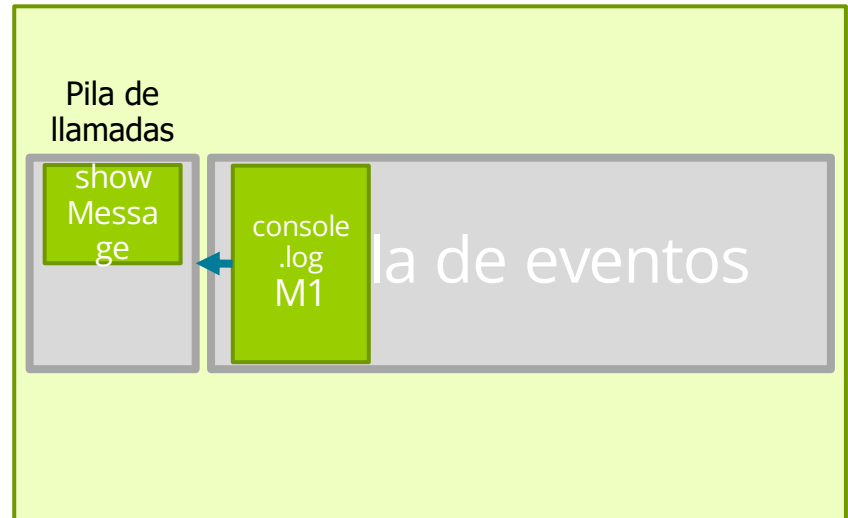 Pila de
llamadas
show
Messa
ge
console
.log
M1
la de eventos